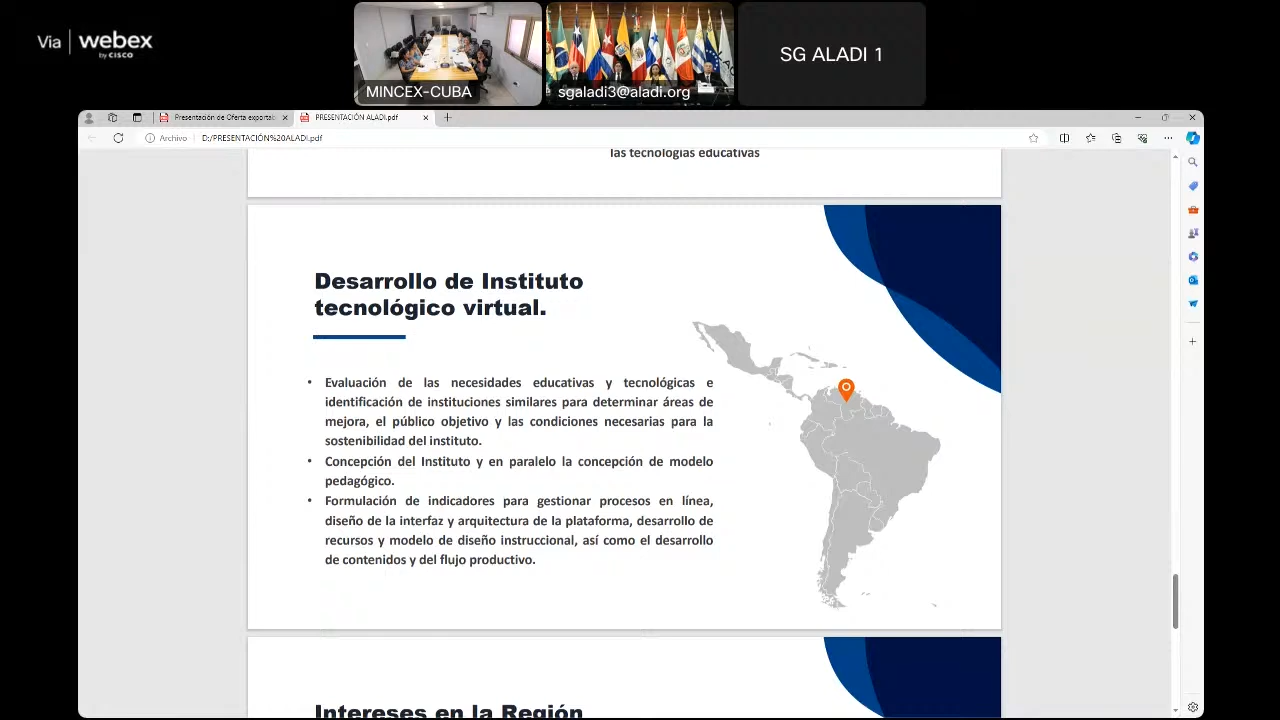 Via webex
by CISCO
MINCEX-CUBA
sgaladi3@aladi.org
SG ALADI 1
Presentación de Oferta exportab
PRESENTACIÓN ALADI.pdf
Archivo
D:/PRESENTACIÓN%20ALADI.pdf
las tecnologías educativas
Desarrollo de Instituto
tecnológico virtual.
• Evaluación de las necesidades educativas y tecnológicas e
identificación de instituciones similares para determinar áreas de
mejora, el público objetivo y las condiciones necesarias para la
sostenibilidad del instituto.
• Concepción del Instituto y en paralelo la concepción de modelo
pedagógico.
• Formulación de indicadores para gestionar procesos en línea,
diseño de la interfaz y arquitectura de la plataforma, desarrollo de
recursos y modelo de diseño instruccional, así como el desarrollo
de contenidos y del flujo productivo.
Intereses en la Región